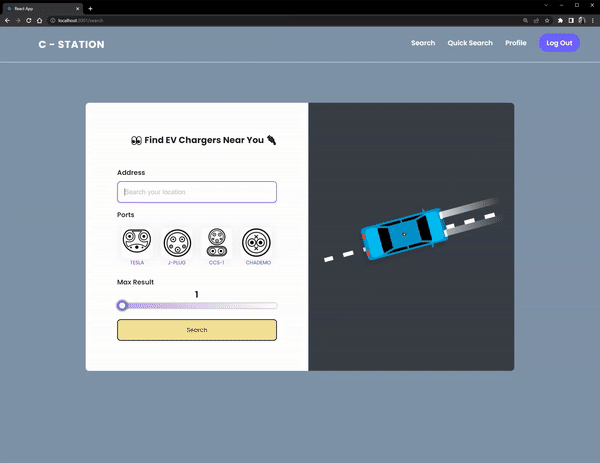 React App
localhost:3001/search
C - STATION
Search
Quick Search
Profile
Log Out
Find EV Chargers Near You
Address
Search your location
Ports
TESLA
J-PLUG
CCS-1
CHADEMO
Max Result
1
Search